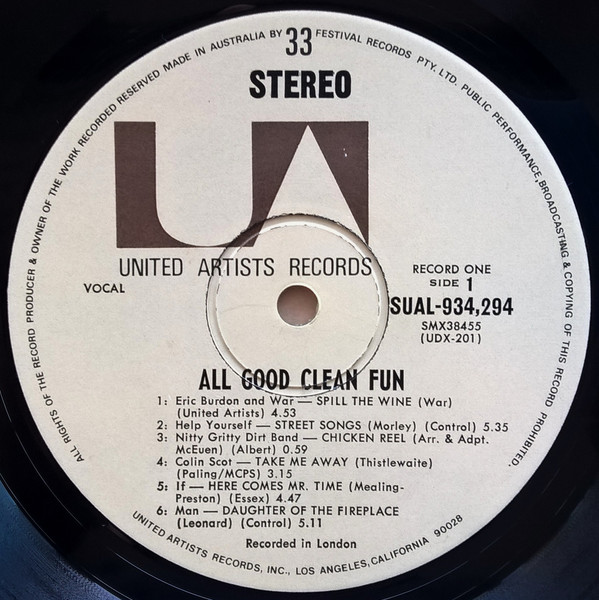 ALL RIGHTS OF THE RECORD PRODUCER & OWNER OF THE WORK RECORDED RESERVED MADE IN AUSTRALIA BY FESTIVAL RECORDS PTY. LTD. PUBLIC PERFORMANCE, BROADCASTING & COPYING OF THIS RECORD PROHIBITED.
33
STEREO
UA
UNITED ARTISTS RECORDS
VOCAL
RECORD ONE
SIDE 1
SUAL-934,294
SMX38455
(UDX-201)
ALL GOOD CLEAN FUN
1: Eric Burdon and War — SPILL THE WINE (War)
(United Artists) 4.53
2: Help Yourself — STREET SONGS (Morley) (Control) 5.35
3: Nitty Gritty Dirt Band — CHICKEN REEL (Arr. & Adpt.
McEuen) (Albert) 0.59
4: Colin Scot — TAKE ME AWAY (Thistlewaite)
(Paling/MCPS) 3.15
5: If — HERE COMES MR. TIME (Mealing-
Preston) (Essex) 4.47
6: Man — DAUGHTER OF THE FIREPLACE
(Leonard) (Control) 5.11
Recorded in London
UNITED ARTISTS RECORDS, INC., LOS ANGELES, CALIFORNIA 90028